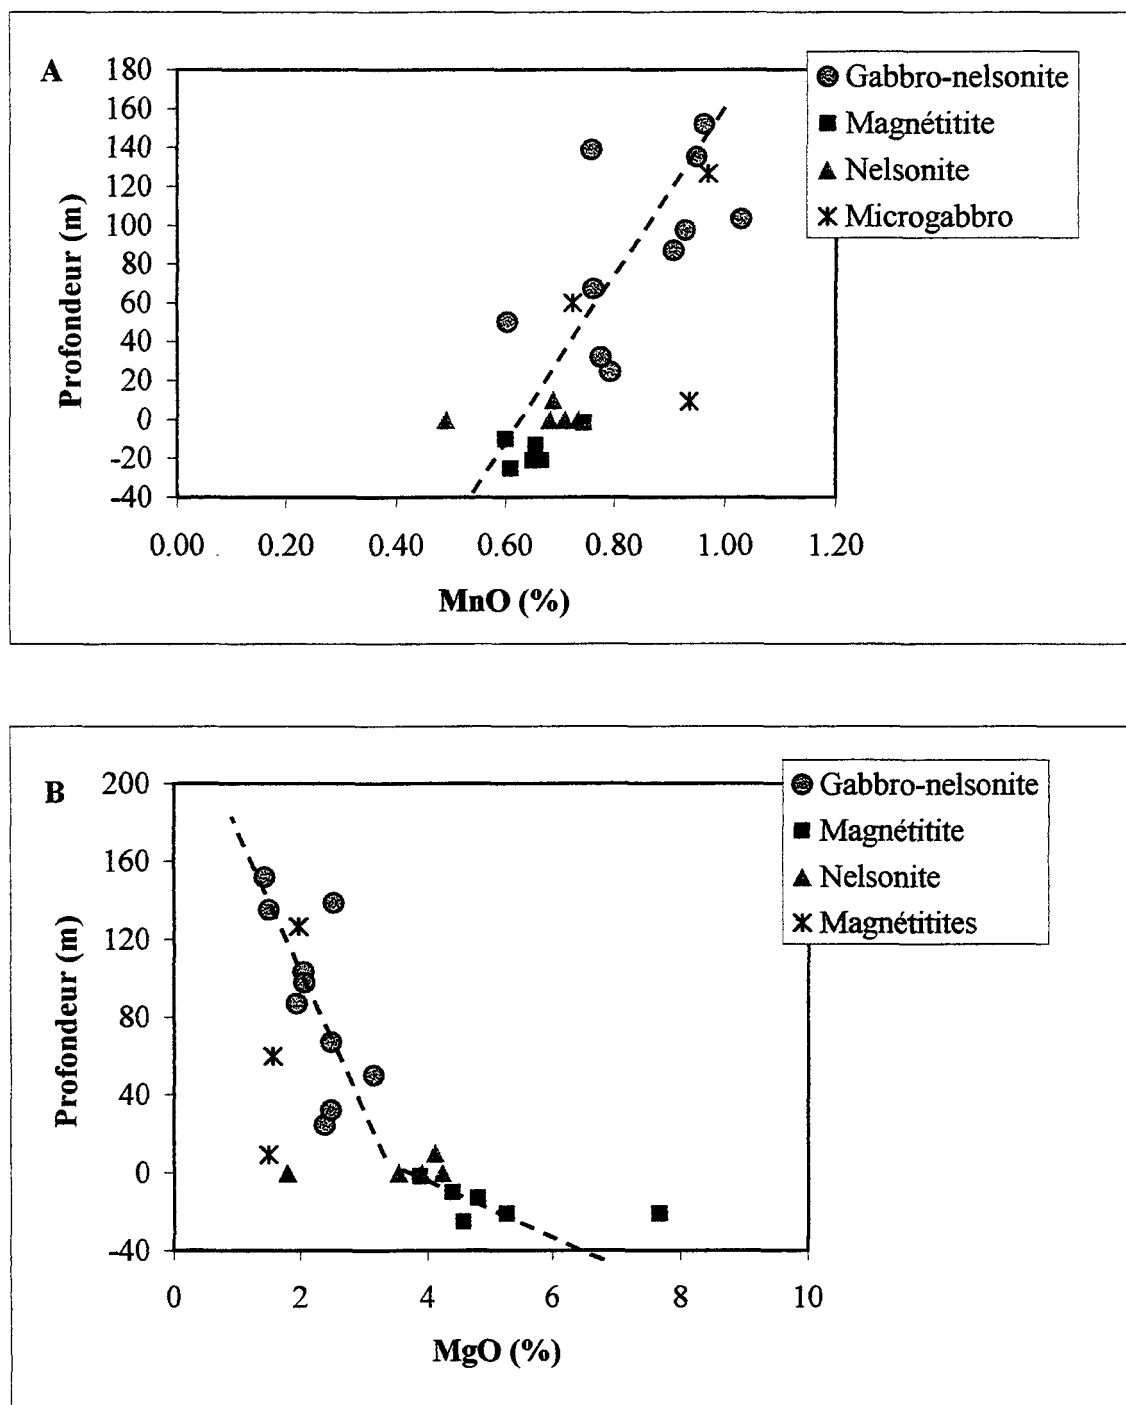 A
Gabbro-nelsonite
Magnétitite
Nelsonite
Microgabbro
Profondeur (m)
180
160
140
120
100
80
60
40
20
0
-20
-40
0.00 0.20 0.40 0.60 0.80 1.00 1.20
MnO (%)
B
Gabbro-nelsonite
Magnétitite
Nelsonite
Magnétitites
Profondeur (m)
200
160
120
80
40
0
-40
0 2 4 6 8 10
MgO (%)